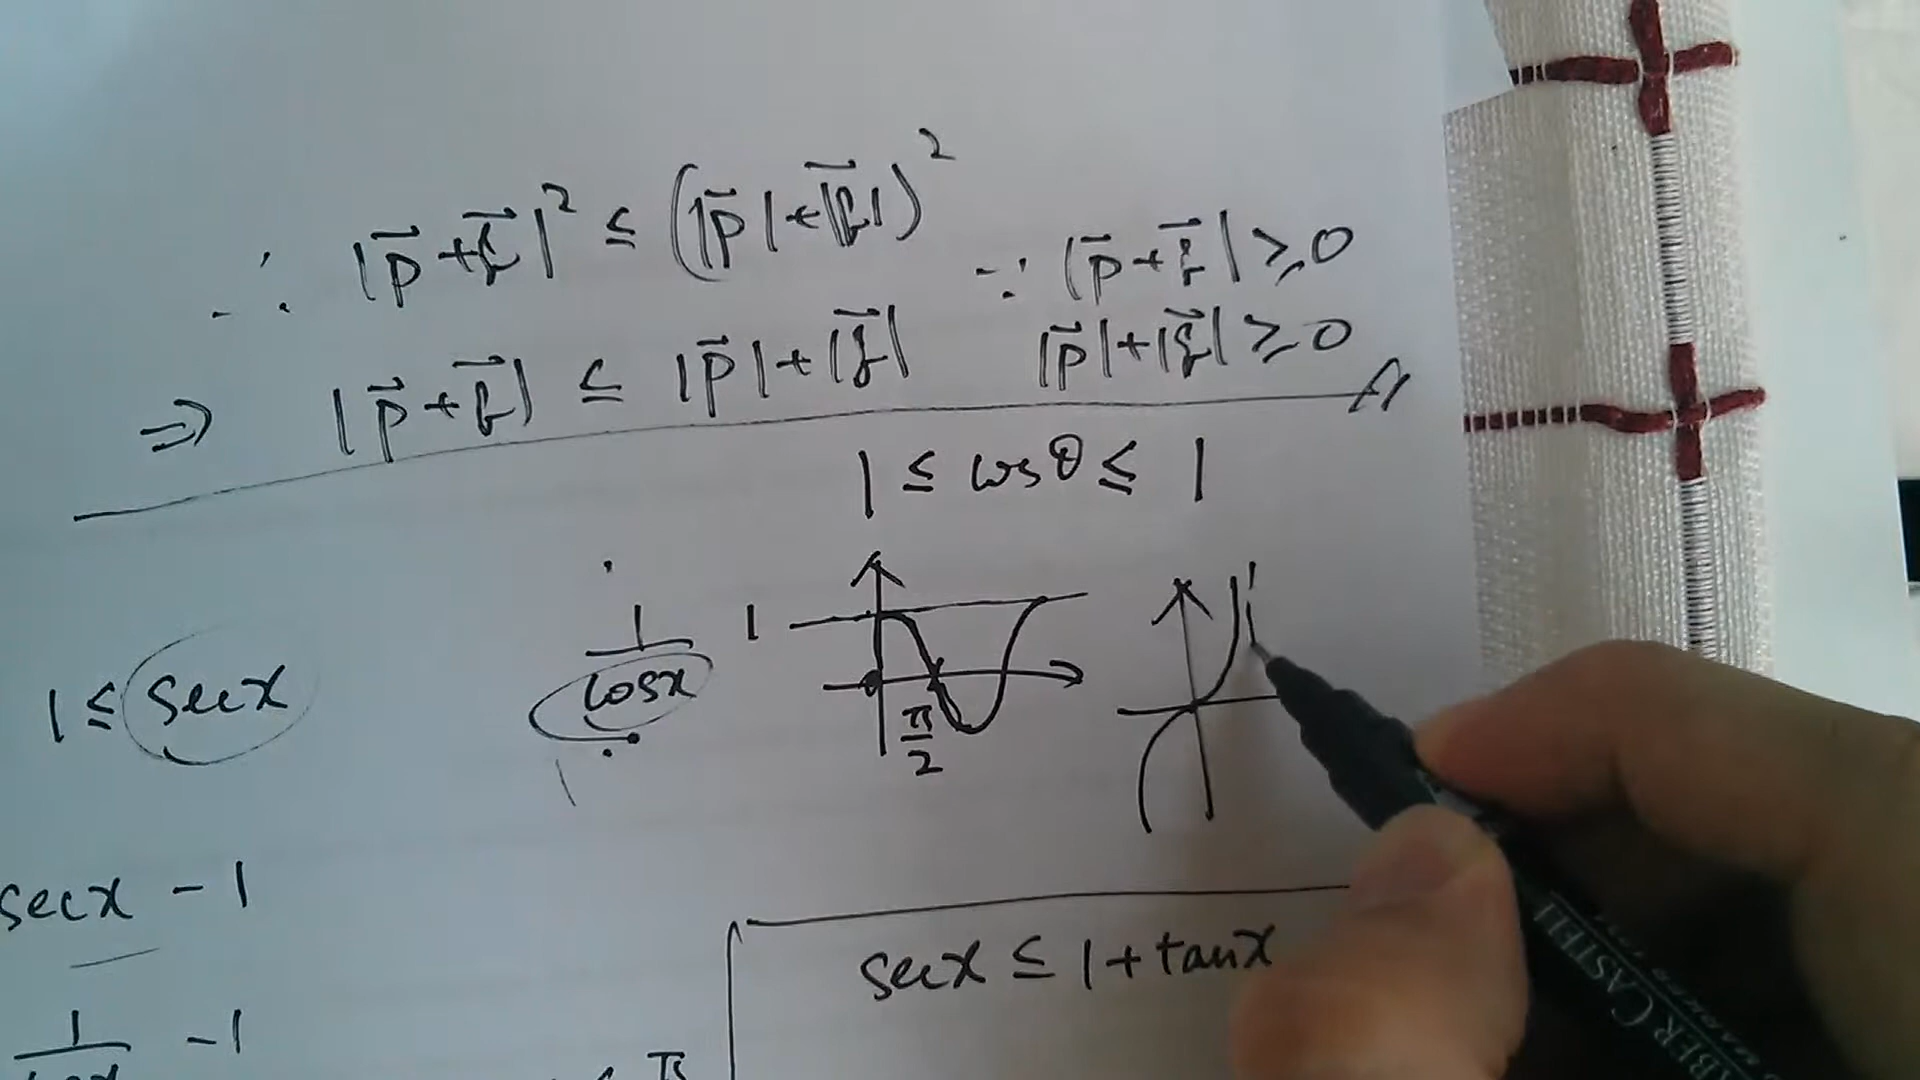 ∴ |p⃗+q⃗|² ≤ (|p⃗|+|q⃗|)²
∵ |p⃗+q⃗| ≥ 0
⇒ |p⃗+q⃗| ≤ |p⃗|+|q⃗|
|p⃗|+|q⃗| ≥ 0
1 ≤ cosθ ≤ 1
1 ≤ secx
1/cosx
1
π/2
secx - 1
secx ≤ 1 + tanx
1
-1
CASTELL